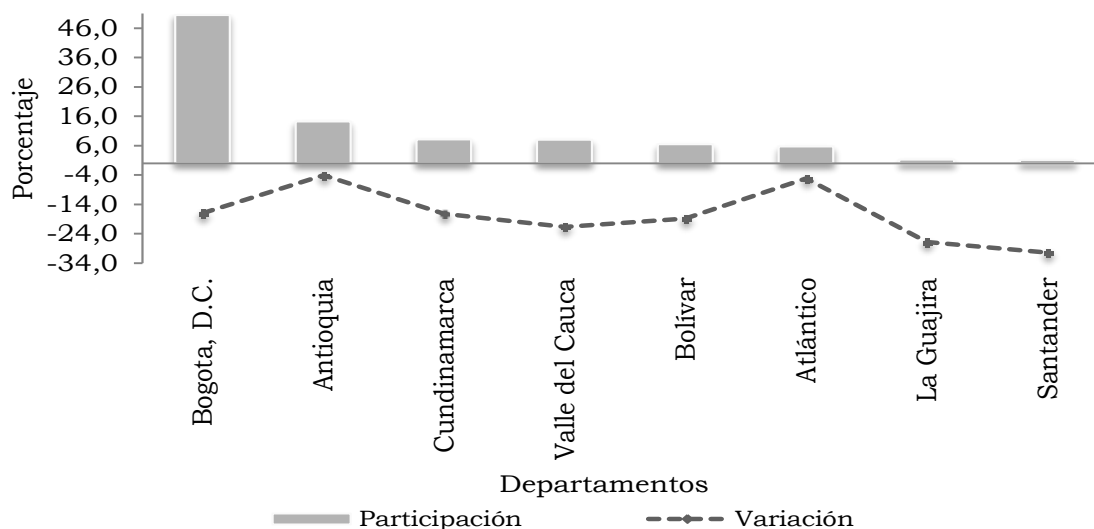 Porcentaje
46,0
36,0
26,0
16,0
6,0
-4,0
-14,0
-24,0
-34,0
Bogota, D.C.
Antioquia
Cundinamarca
Valle del Cauca
Bolívar
Atlántico
La Guajira
Santander
Departamentos
Participación
Variación